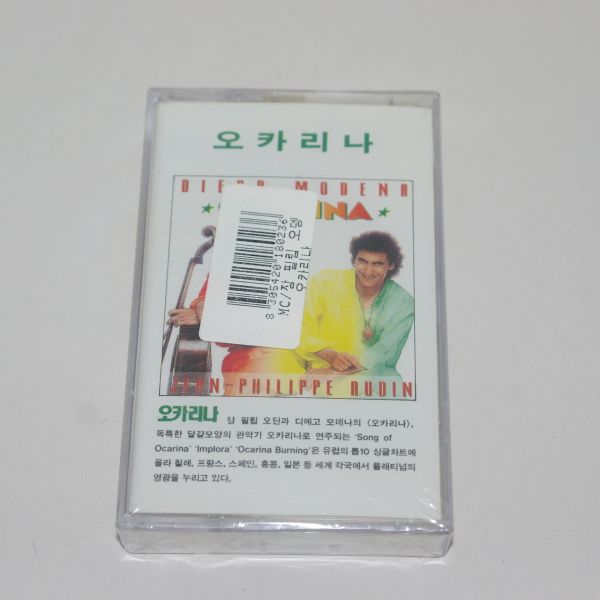 오카리나
DIEGO MODENA
INA
8 305420 180236
MC/장 필립 오뎅
오카리나
JEAN-PHILIPPE AUDIN
오카리나 쟝 필립 오딘과 디에고 모데나의 〈오카리나〉,
독특한 달걀모양의 관악기 오카리나로 연주되는 'Song of
Ocarina' 'Implora' 'Ocarina Burning'은 유럽의 톱10 싱글차트에
올라 칠레, 프랑스, 스페인, 홍콩, 일본 등 세계 각국에서 플래티넘의
영광을 누리고 있다.